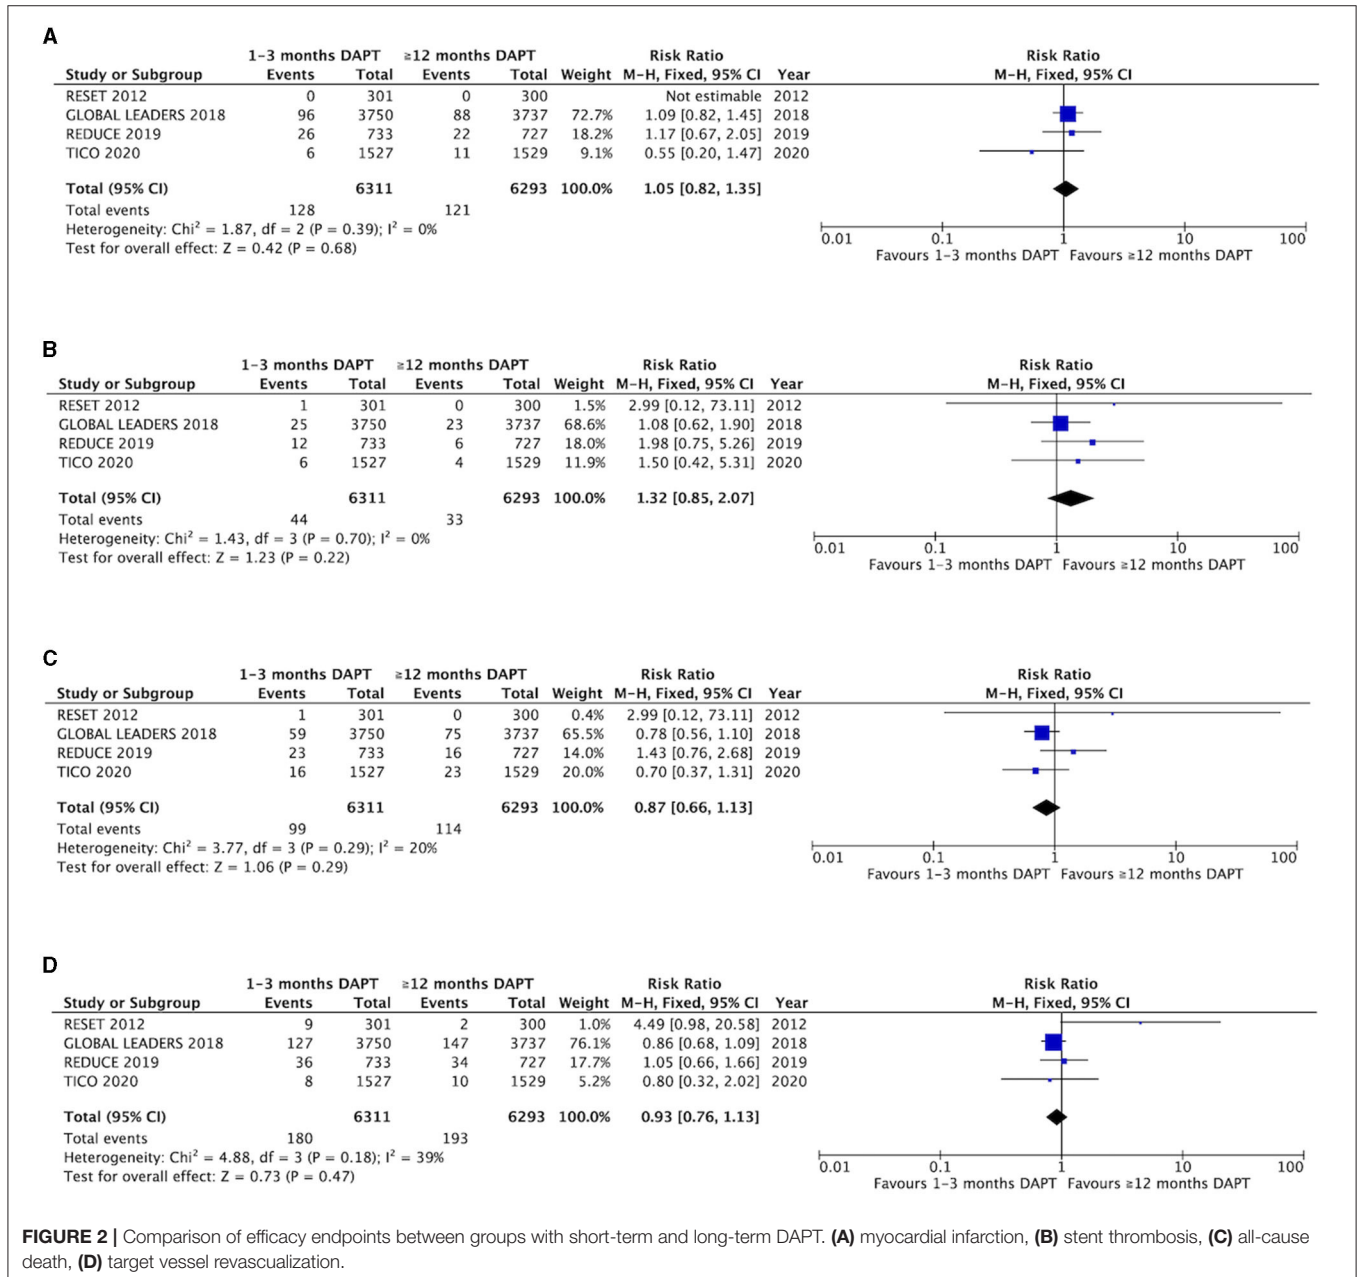 A
1-3 months DAPT ≥12 months DAPT Risk Ratio Risk Ratio
Study or Subgroup Events Total Events Total Weight M-H, Fixed, 95% CI Year M-H, Fixed, 95% CI
RESET 2012 0 301 0 300 Not estimable 2012
GLOBAL LEADERS 2018 96 3750 88 3737 72.7% 1.09 [0.82, 1.45] 2018
REDUCE 2019 26 733 22 727 18.2% 1.17 [0.67, 2.05] 2019
TICO 2020 6 1527 11 1529 9.1% 0.55 [0.20, 1.47] 2020
Total (95% CI) 6311 6293 100.0% 1.05 [0.82, 1.35]
Total events 128 121
Heterogeneity: Chi² = 1.87, df = 2 (P = 0.39); I² = 0%
Test for overall effect: Z = 0.42 (P = 0.68)
0.01 0.1 1 10 100
Favours 1-3 months DAPT Favours ≥12 months DAPT
B
1-3 months DAPT ≥12 months DAPT Risk Ratio Risk Ratio
Study or Subgroup Events Total Events Total Weight M-H, Fixed, 95% CI Year M-H, Fixed, 95% CI
RESET 2012 1 301 0 300 1.5% 2.99 [0.12, 73.11] 2012
GLOBAL LEADERS 2018 25 3750 23 3737 68.6% 1.08 [0.62, 1.90] 2018
REDUCE 2019 12 733 6 727 18.0% 1.98 [0.75, 5.26] 2019
TICO 2020 6 1527 4 1529 11.9% 1.50 [0.42, 5.31] 2020
Total (95% CI) 6311 6293 100.0% 1.32 [0.85, 2.07]
Total events 44 33
Heterogeneity: Chi² = 1.43, df = 3 (P = 0.70); I² = 0%
Test for overall effect: Z = 1.23 (P = 0.22)
0.01 0.1 1 10 100
Favours 1-3 months DAPT Favours ≥12 months DAPT
C
1-3 months DAPT ≥12 months DAPT Risk Ratio Risk Ratio
Study or Subgroup Events Total Events Total Weight M-H, Fixed, 95% CI Year M-H, Fixed, 95% CI
RESET 2012 1 301 0 300 0.4% 2.99 [0.12, 73.11] 2012
GLOBAL LEADERS 2018 59 3750 75 3737 65.5% 0.78 [0.56, 1.10] 2018
REDUCE 2019 23 733 16 727 14.0% 1.43 [0.76, 2.68] 2019
TICO 2020 16 1527 23 1529 20.0% 0.70 [0.37, 1.31] 2020
Total (95% CI) 6311 6293 100.0% 0.87 [0.66, 1.13]
Total events 99 114
Heterogeneity: Chi² = 3.77, df = 3 (P = 0.29); I² = 20%
Test for overall effect: Z = 1.06 (P = 0.29)
0.01 0.1 1 10 100
Favours 1-3 months DAPT Favours ≥12 months DAPT
D
1-3 months DAPT ≥12 months DAPT Risk Ratio Risk Ratio
Study or Subgroup Events Total Events Total Weight M-H, Fixed, 95% CI Year M-H, Fixed, 95% CI
RESET 2012 9 301 2 300 1.0% 4.49 [0.98, 20.58] 2012
GLOBAL LEADERS 2018 127 3750 147 3737 76.1% 0.86 [0.68, 1.09] 2018
REDUCE 2019 36 733 34 727 17.7% 1.05 [0.66, 1.66] 2019
TICO 2020 8 1527 10 1529 5.2% 0.80 [0.32, 2.02] 2020
Total (95% CI) 6311 6293 100.0% 0.93 [0.76, 1.13]
Total events 180 193
Heterogeneity: Chi² = 4.88, df = 3 (P = 0.18); I² = 39%
Test for overall effect: Z = 0.73 (P = 0.47)
0.01 0.1 1 10 100
Favours 1-3 months DAPT Favours ≥12 months DAPT
FIGURE 2 | Comparison of efficacy endpoints between groups with short-term and long-term DAPT. (A) myocardial infarction, (B) stent thrombosis, (C) all-cause
death, (D) target vessel revascualization.